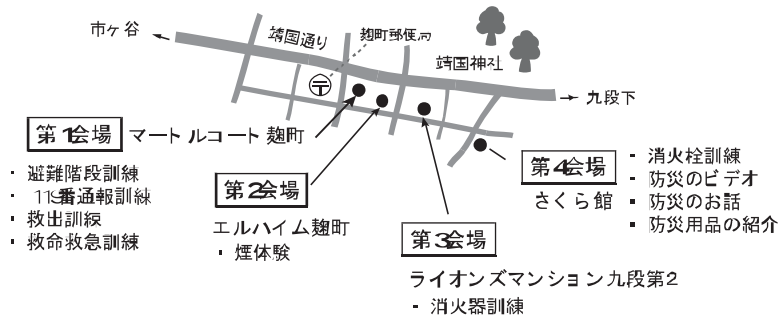 市ヶ谷
靖国通り
麹町郵便局
靖国神社
九段下
〒
第1会場 マートルコート麹町
・避難階段訓練
・119番通報訓練
・救出訓練
・救命救急訓練
第2会場
エルハイム麹町
・煙体験
第3会場
ライオンズマンション九段第2
・消火器訓練
第4会場
さくら館
・消火栓訓練
・防災のビデオ
・防災のお話
・防災用品の紹介